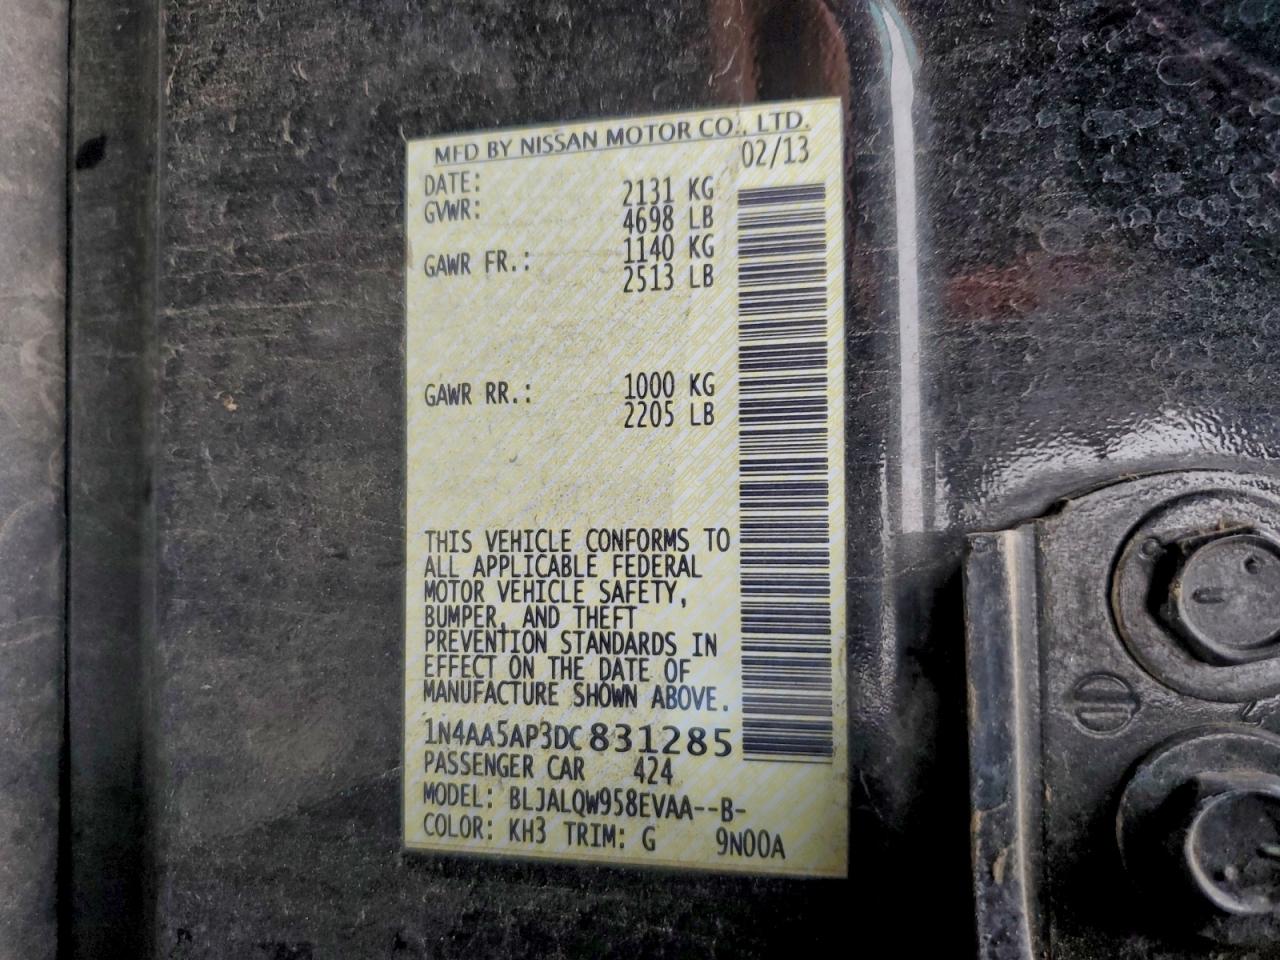 MFD BY NISSAN MOTOR CO., LTD.
DATE: 02/13
GVWR: 2131 KG
4698 LB
GAWR FR.: 1140 KG
2513 LB
GAWR RR.: 1000 KG
2205 LB
THIS VEHICLE CONFORMS TO
ALL APPLICABLE FEDERAL
MOTOR VEHICLE SAFETY,
BUMPER, AND THEFT
PREVENTION STANDARDS IN
EFFECT ON THE DATE OF
MANUFACTURE SHOWN ABOVE.
1N4AA5AP3DC831285
PASSENGER CAR 424
MODEL: BLJALQW958EVAA--B-
COLOR: KH3 TRIM: G 9N00A